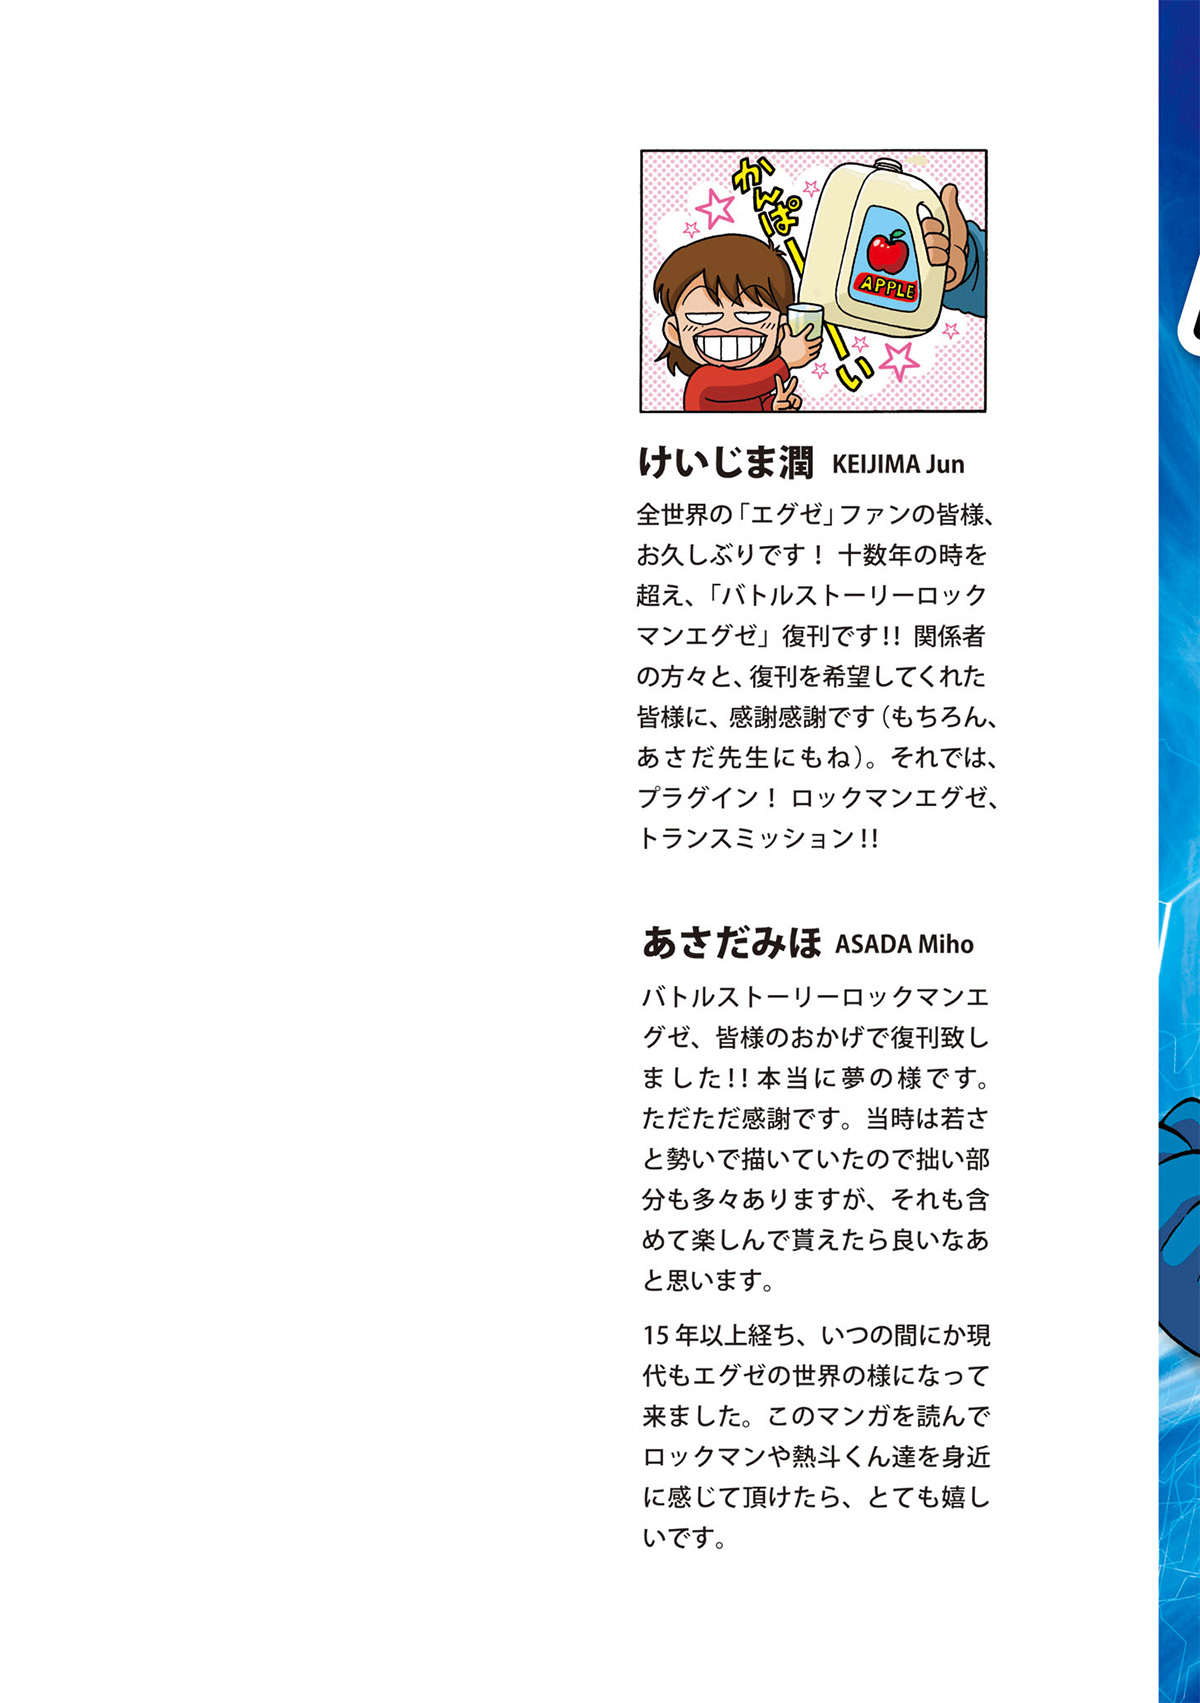 かんぱーーい
APPLE
けいじま潤 KEIJIMA Jun
全世界の「エグゼ」ファンの皆様、
お久しぶりです! 十数年の時を
超え、「バトルストーリーロック
マンエグゼ」復刊です!! 関係者
の方々と、復刊を希望してくれた
皆様に、感謝感謝です(もちろん、
あさだ先生にもね)。それでは、
プラグイン! ロックマンエグゼ、
トランスミッション!!
あさだみほ ASADA Miho
バトルストーリーロックマンエ
グゼ、皆様のおかげで復刊致し
ました!!本当に夢の様です。
ただただ感謝です。当時は若さ
と勢いで描いていたので拙い部
分も多々ありますが、それも含
めて楽しんで貰えたら良いなあ
と思います。
15年以上経ち、いつの間にか現
代もエグゼの世界の様になって
来ました。このマンガを読んで
ロックマンや熱斗くん達を身近
に感じて頂けたら、とても嬉し
いです。